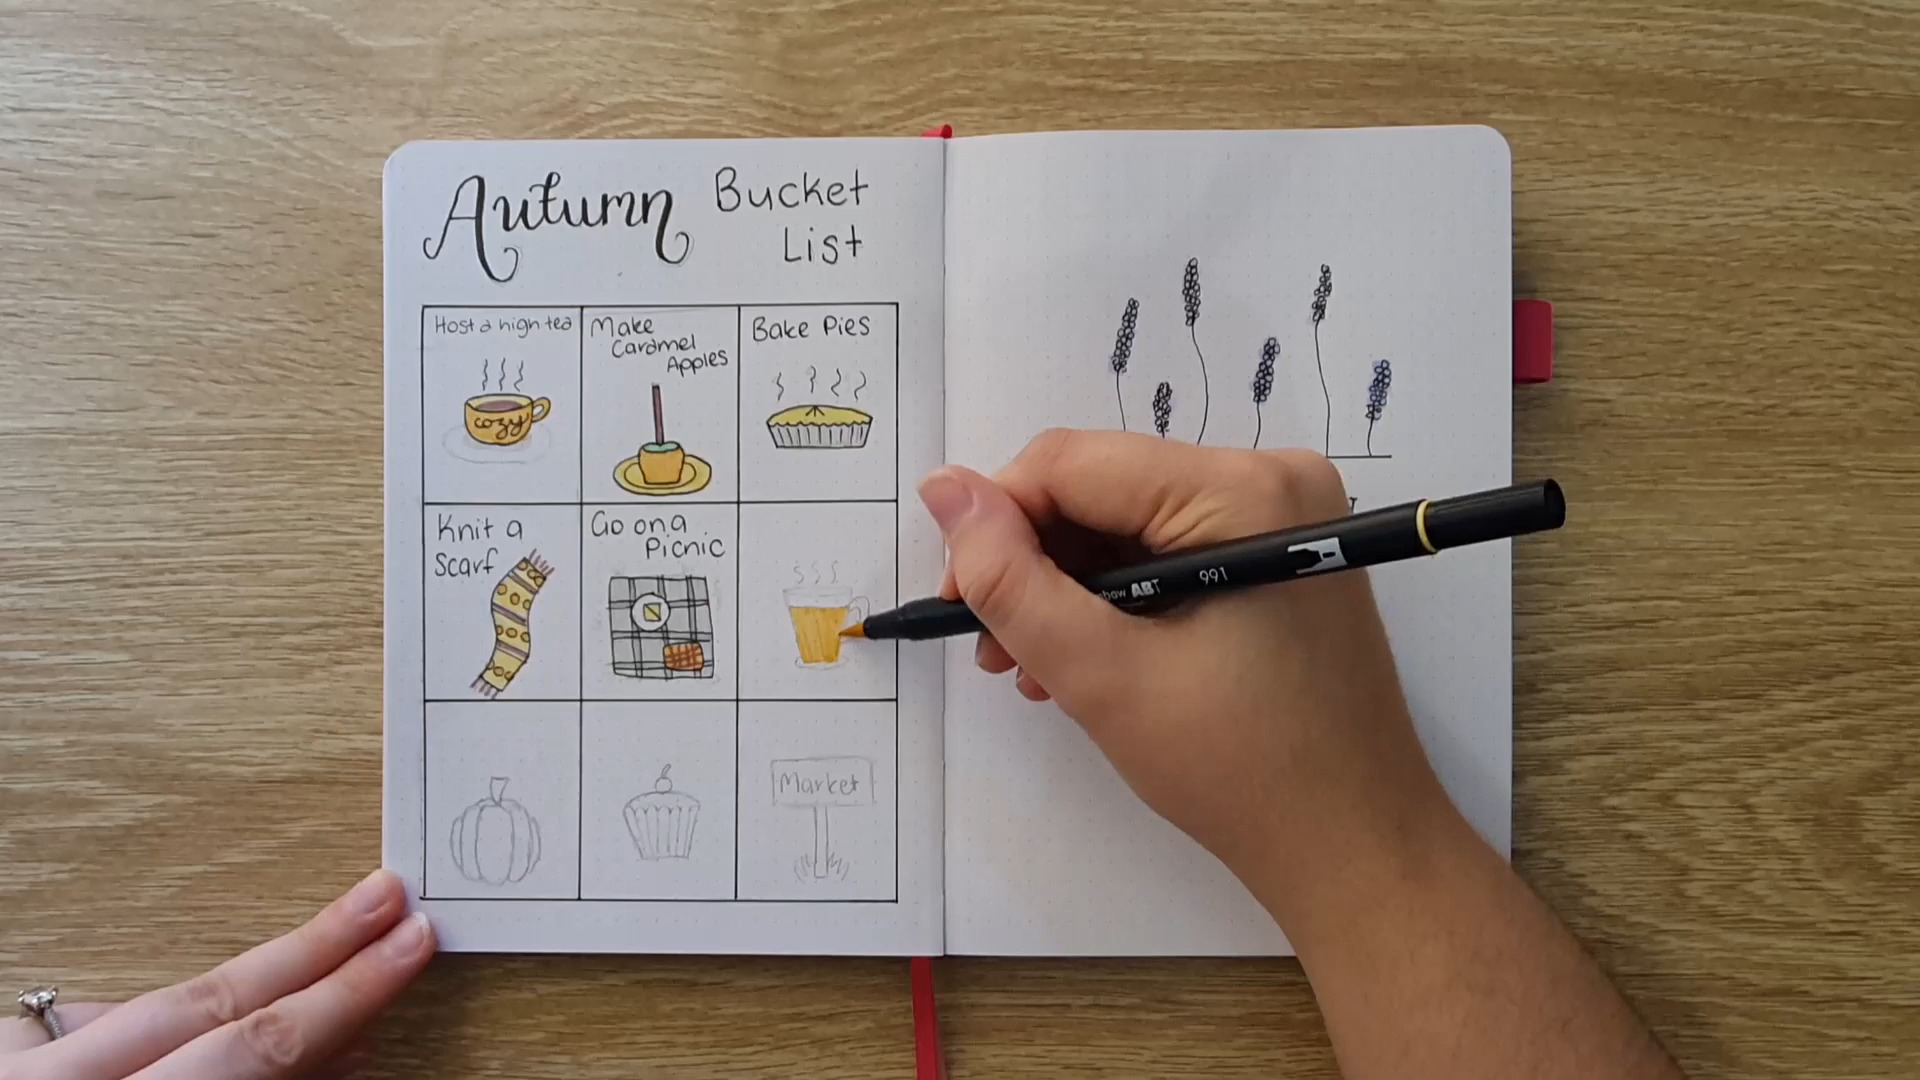 Autumn Bucket
List
Host a high tea
Make
Caramel
Apples
Bake Pies
cozy
Knit a
Scarf
Go on a
Picnic
Market
ABT 991